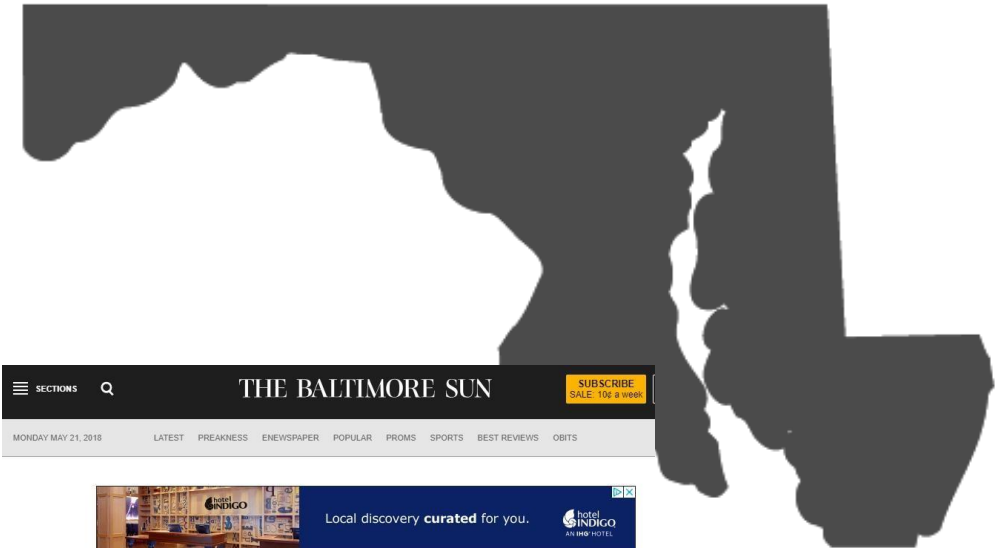 SECTIONS THE BALTIMORE SUN SUBSCRIBE
SALE: 10¢ a week
MONDAY MAY 21, 2018 LATEST PREAKNESS ENEWSPAPER POPULAR PROMS SPORTS BEST REVIEWS OBITS
hotel
INDIGO
Local discovery curated for you.
hotel
INDIGO
AN IHG® HOTEL